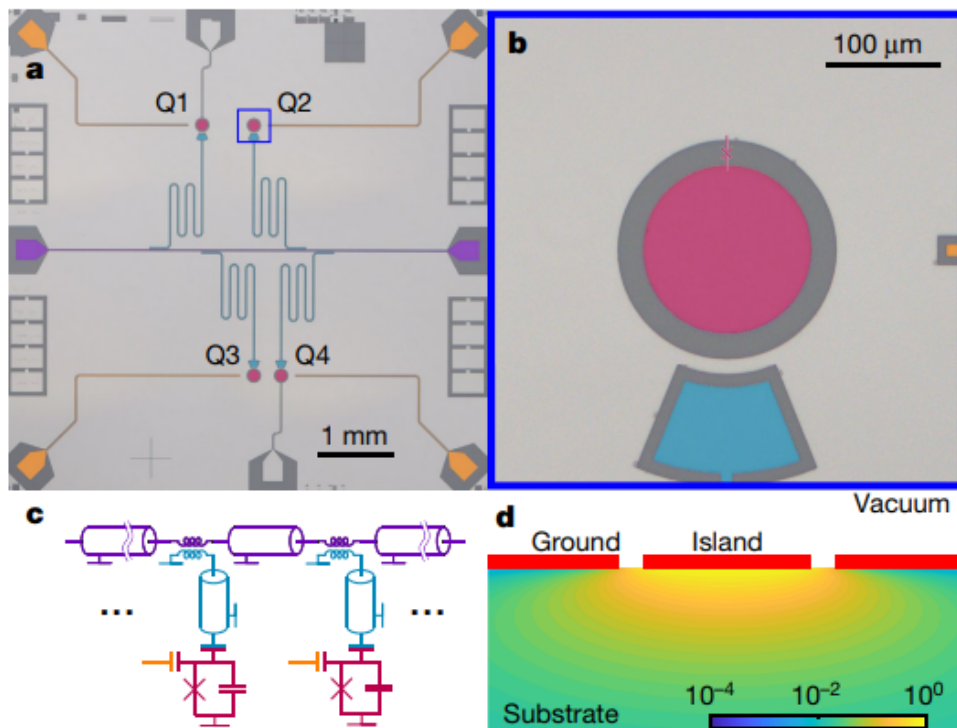 a
Q1
Q2
Q3
Q4
1 mm
b
100 μm
c
...
...
d
Vacuum
Ground
Island
Substrate
10⁻⁴
10⁻²
10⁰